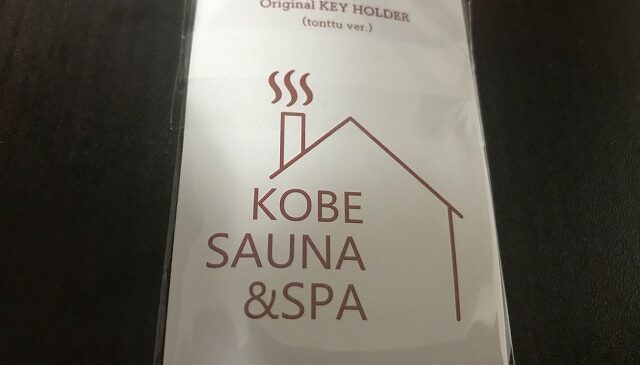 Original KEY HOLDER
(tonttu ver.)
KOBE
SAUNA
&SPA